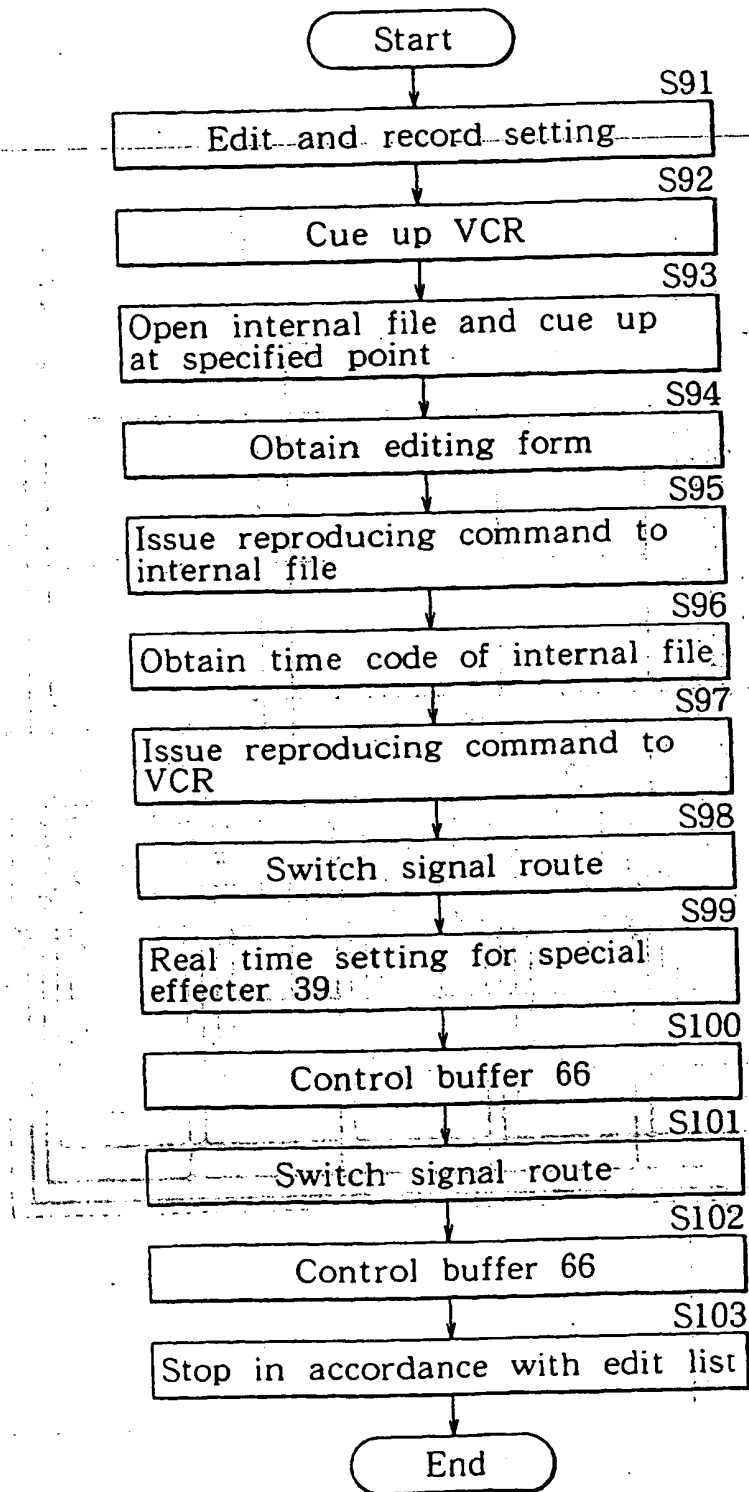 Start
S91
Edit and record setting
S92
Cue up VCR
S93
Open internal file and cue up
at specified point
S94
Obtain editing form
S95
Issue reproducing command to
internal file
S96
Obtain time code of internal file
S97
Issue reproducing command to
VCR
S98
Switch signal route
S99
Real time setting for special
effecter 39
S100
Control buffer 66
S101
Switch signal route
S102
Control buffer 66
S103
Stop in accordance with edit list
End